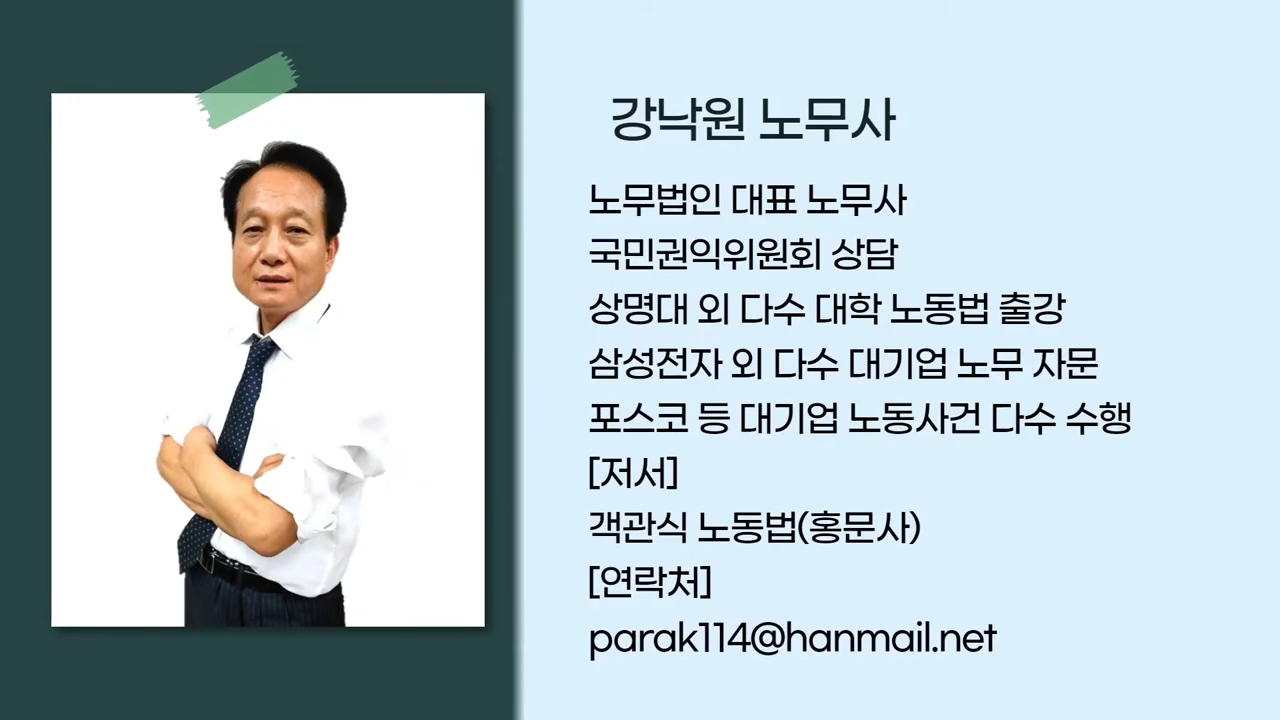 강낙원 노무사
노무법인 대표 노무사
국민권익위원회 상담
상명대 외 다수 대학 노동법 출강
삼성전자 외 다수 대기업 노무 자문
포스코 등 대기업 노동사건 다수 수행
[저서]
객관식 노동법(홍문사)
[연락처]
parak114@hanmail.net